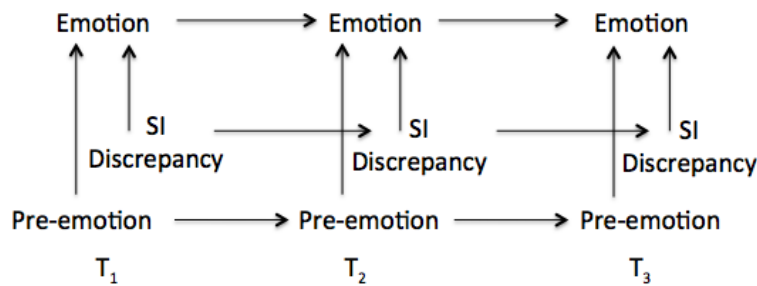 Emotion Emotion Emotion
SI SI SI
Discrepancy Discrepancy Discrepancy
Pre-emotion Pre-emotion Pre-emotion
T1 T2 T3